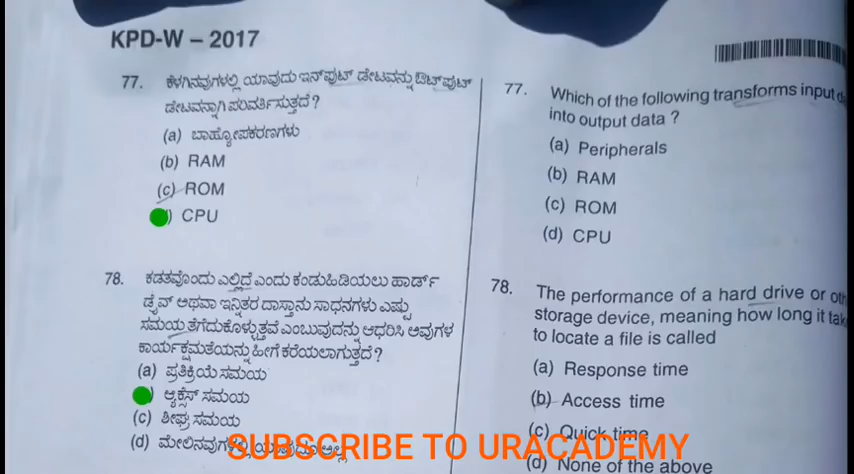 KPD-W – 2017
77. ಕೆಳಗಿನವುಗಳಲ್ಲಿ ಯಾವುದು ಇನ್‌ಪುಟ್ ಡೇಟವನ್ನು ಔಟ್‌ಪುಟ್
ಡೇಟವನ್ನಾಗಿ ಪರಿವರ್ತಿಸುತ್ತದೆ ?
(a) ಬಾಹ್ಯೋಪಕರಣಗಳು
(b) RAM
(c) ROM
) CPU
78. ಕಡತವೊಂದು ಎಲ್ಲಿದೆ ಎಂದು ಕಂಡುಹಿಡಿಯಲು ಹಾರ್ಡ್
ಡ್ರೈವ್ ಅಥವಾ ಇನ್ನಿತರ ದಾಸ್ತಾನು ಸಾಧನಗಳು ಎಷ್ಟು
ಸಮಯ ತೆಗೆದುಕೊಳ್ಳುತ್ತವೆ ಎಂಬುವುದನ್ನು ಆಧರಿಸಿ ಅವುಗಳ
ಕಾರ್ಯಕ್ಷಮತೆಯನ್ನು ಹೀಗೆ ಕರೆಯಲಾಗುತ್ತದೆ ?
(a) ಪ್ರತಿಕ್ರಿಯೆ ಸಮಯ
) ಆ್ಯಕ್ಸೆಸ್ ಸಮಯ
(c) ಶೀಘ್ರ ಸಮಯ
(d) ಮೇಲಿನವುಗಳಲ್ಲಿ ಯಾವುದೂ ಅಲ್ಲ
77. Which of the following transforms input
into output data ?
(a) Peripherals
(b) RAM
(c) ROM
(d) CPU
78. The performance of a hard drive or
storage device, meaning how long it
to locate a file is called
(a) Response time
(b) Access time
(c) Quick time
(d) None of the above
SUBSCRIBE TO URACADEMY